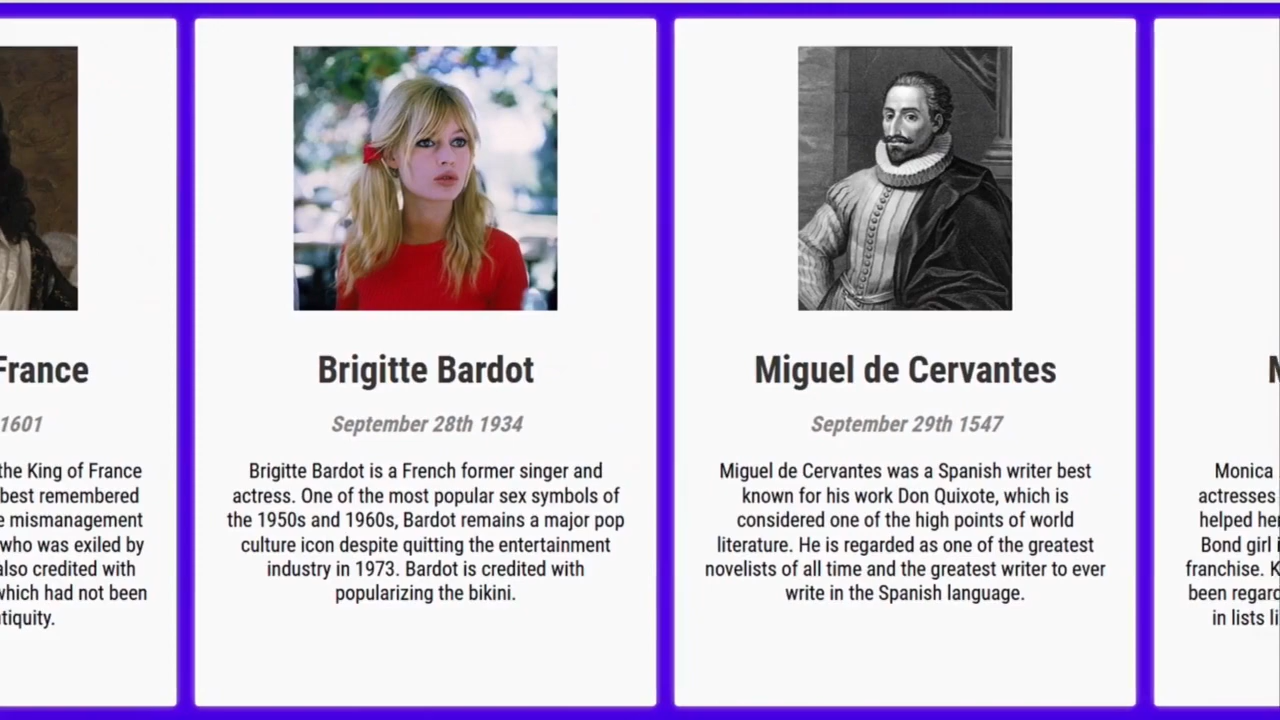 France
1601
the King of France
best remembered
e mismanagement
who was exiled by
also credited with
which had not been
tiquity.
Brigitte Bardot
September 28th 1934
Brigitte Bardot is a French former singer and
actress. One of the most popular sex symbols of
the 1950s and 1960s, Bardot remains a major pop
culture icon despite quitting the entertainment
industry in 1973. Bardot is credited with
popularizing the bikini.
Miguel de Cervantes
September 29th 1547
Miguel de Cervantes was a Spanish writer best
known for his work Don Quixote, which is
considered one of the high points of world
literature. He is regarded as one of the greatest
novelists of all time and the greatest writer to ever
write in the Spanish language.
Monica
actresses
helped her
Bond girl i
franchise. K
been regard
in lists li